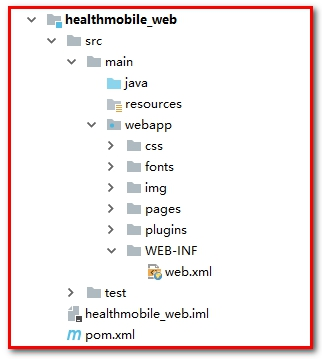 healthmobile_web
src
main
java
resources
webapp
css
fonts
img
pages
plugins
WEB-INF
web.xml
test
healthmobile_web.iml
pom.xml